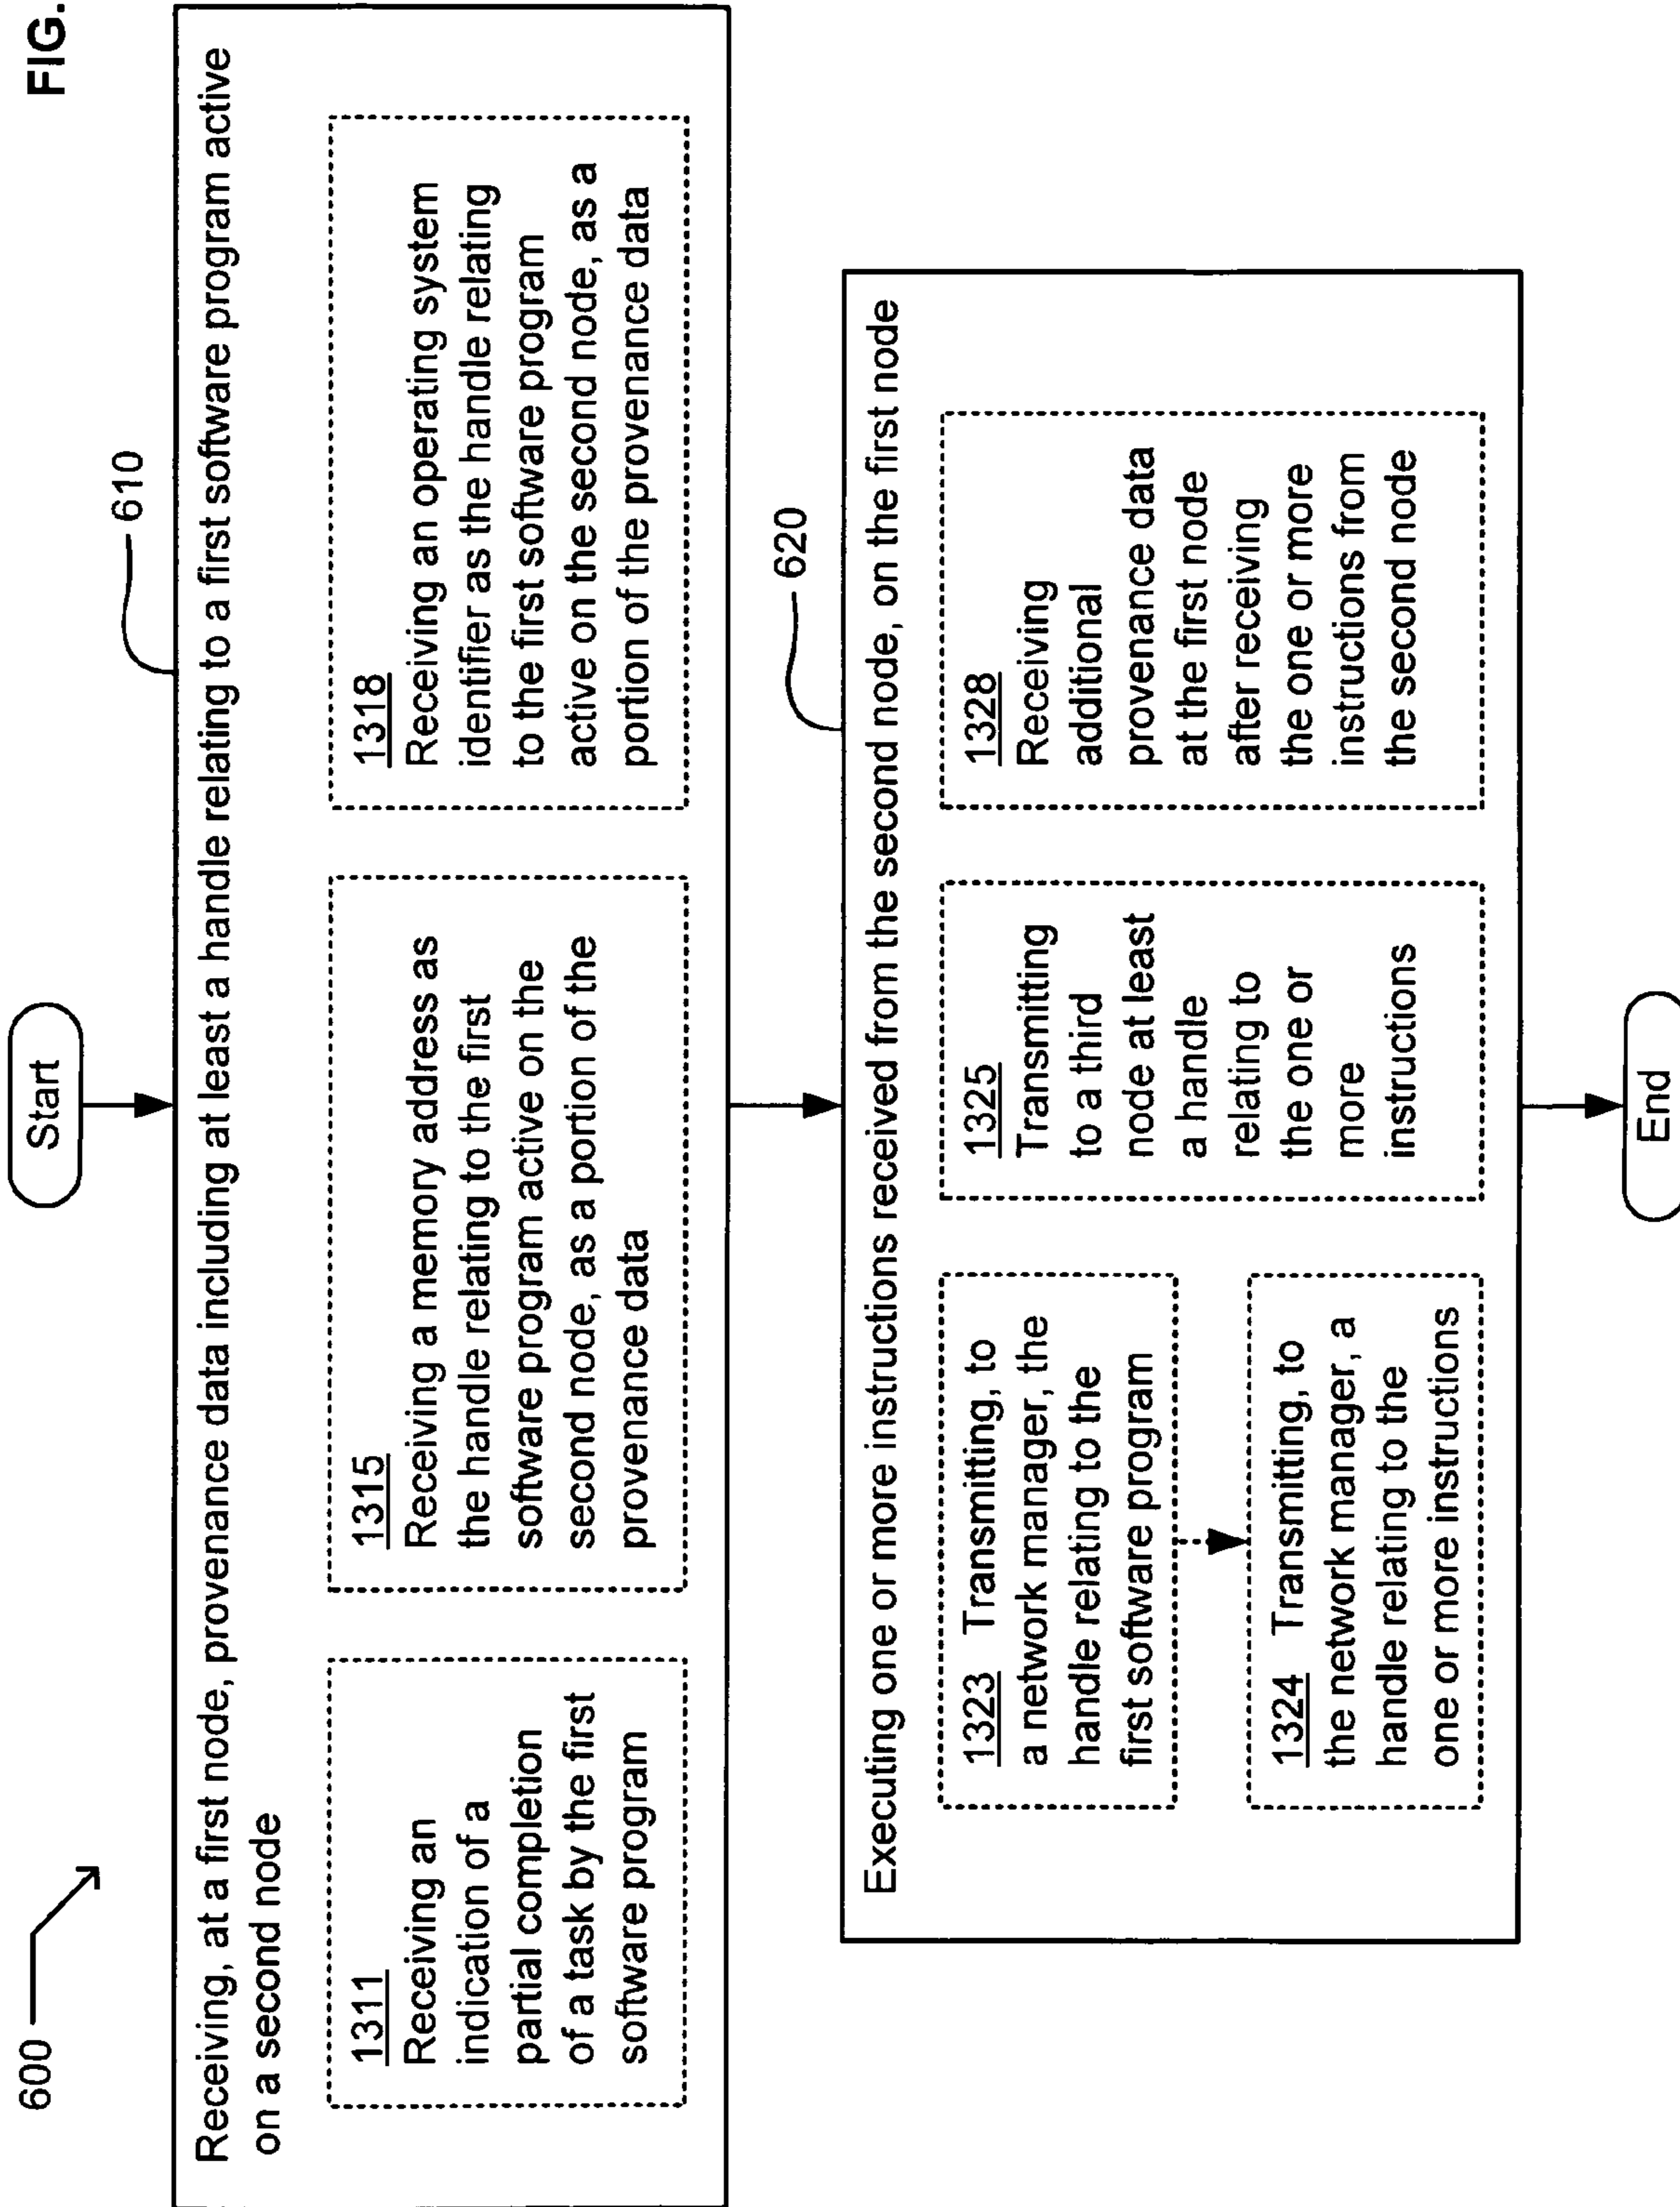 FIG.
600
Start
610
Receiving, at a first node, provenance data including at least a handle relating to a first software program active
on a second node
1311
Receiving an
indication of a
partial completion
of a task by the first
software program
1315
Receiving a memory address as
the handle relating to the first
software program active on the
second node, as a portion of the
provenance data
1318
Receiving an operating system
identifier as the handle relating
to the first software program
active on the second node, as a
portion of the provenance data
620
Executing one or more instructions received from the second node, on the first node
1323 Transmitting, to
a network manager, the
handle relating to the
first software program
1324 Transmitting, to
the network manager, a
handle relating to the
one or more instructions
1325
Transmitting
to a third
node at least
a handle
relating to
the one or
more
instructions
1328
Receiving
additional
provenance data
at the first node
after receiving
the one or more
instructions from
the second node
End